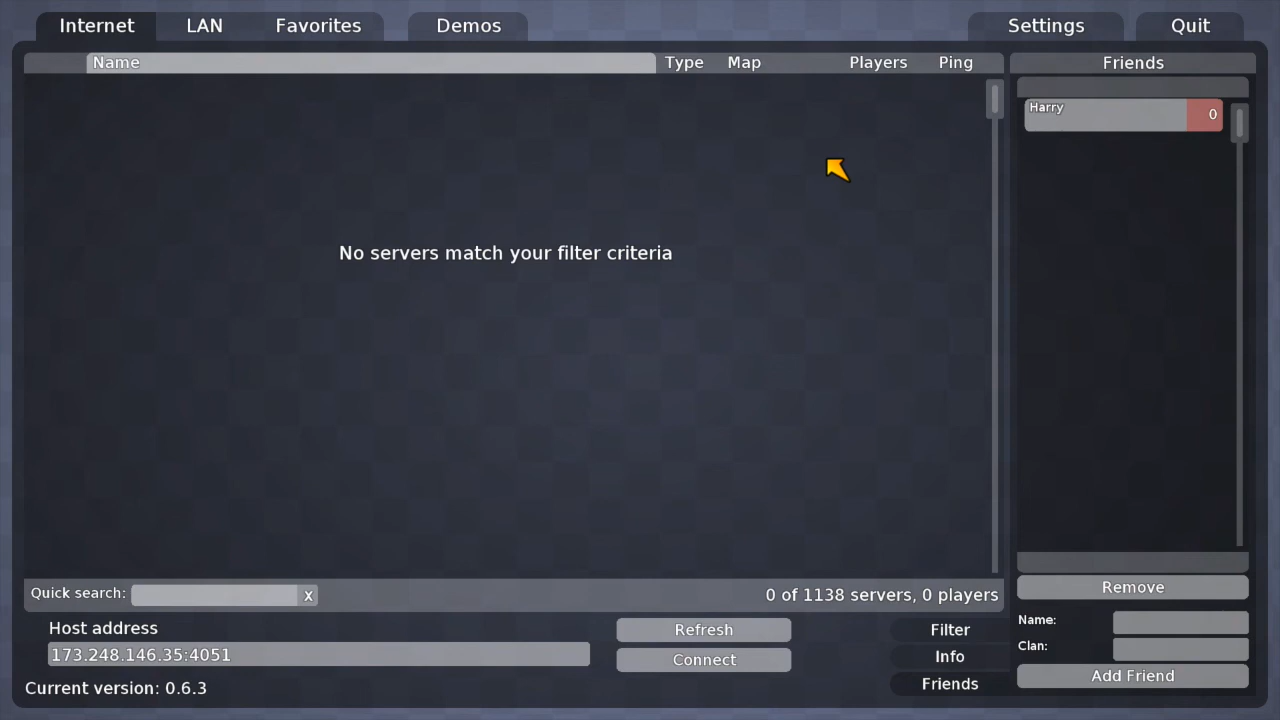 Internet LAN Favorites Demos Settings Quit
Name Type Map Players Ping Friends
Harry 0
No servers match your filter criteria
Quick search: x 0 of 1138 servers, 0 players
Remove
Host address Refresh Filter Name:
173.248.146.35:4051 Connect Info Clan:
Current version: 0.6.3 Friends Add Friend